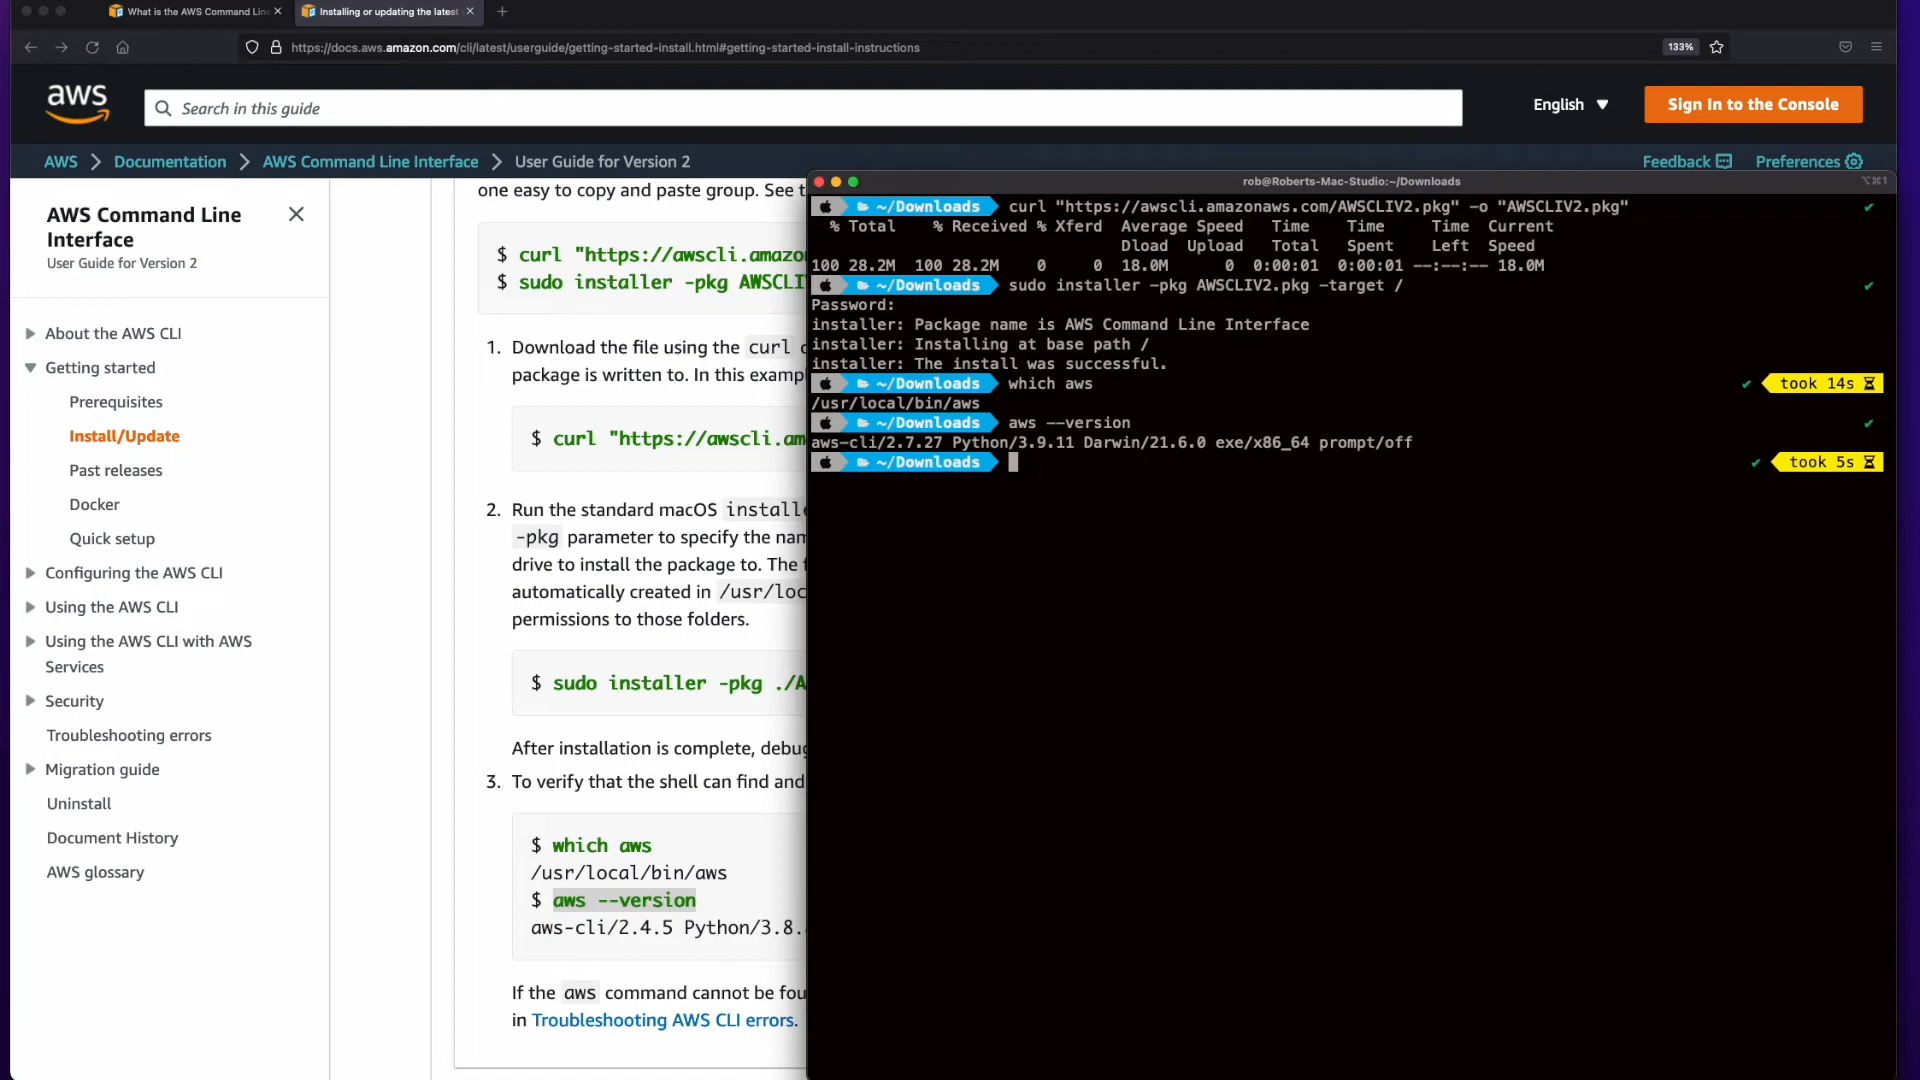 What is the AWS Command Lin
Installing or updating the latest
https://docs.aws.amazon.com/cli/latest/userguide/getting-started-install.html#getting-started-install-instructions
133%
aws
Search in this guide
English
Sign In to the Console
AWS
Documentation
AWS Command Line Interface
User Guide for Version 2
Feedback
Preferences
AWS Command Line
Interface
User Guide for Version 2
About the AWS CLI
Getting started
Prerequisites
Install/Update
Past releases
Docker
Quick setup
Configuring the AWS CLI
Using the AWS CLI
Using the AWS CLI with AWS
Services
Security
Troubleshooting errors
Migration guide
Uninstall
Document History
AWS glossary
one easy to copy and paste group. See t
$ curl "https://awscli.amazo
$ sudo installer -pkg AWSCLI
1. Download the file using the curl
package is written to. In this examp
$ curl "https://awscli.am
2. Run the standard macOS installe
-pkg parameter to specify the nam
drive to install the package to. The
automatically created in /usr/loc
permissions to those folders.
$ sudo installer -pkg ./A
After installation is complete, debug
3. To verify that the shell can find and
$ which aws
/usr/local/bin/aws
$ aws --version
aws-cli/2.4.5 Python/3.8.
If the aws command cannot be fou
in Troubleshooting AWS CLI errors.
rob@Roberts-Mac-Studio:~/Downloads
⌥⌘1
~/Downloads curl "https://awscli.amazonaws.com/AWSCLIV2.pkg" -o "AWSCLIV2.pkg" ✔
% Total % Received % Xferd Average Speed Time Time Time Current
Dload Upload Total Spent Left Speed
100 28.2M 100 28.2M 0 0 18.0M 0 0:00:01 0:00:01 --:--:-- 18.0M
~/Downloads sudo installer -pkg AWSCLIV2.pkg -target / ✔
Password:
installer: Package name is AWS Command Line Interface
installer: Installing at base path /
installer: The install was successful.
~/Downloads which aws ✔ took 14s
/usr/local/bin/aws
~/Downloads aws --version ✔
aws-cli/2.7.27 Python/3.9.11 Darwin/21.6.0 exe/x86_64 prompt/off
~/Downloads ✔ took 5s